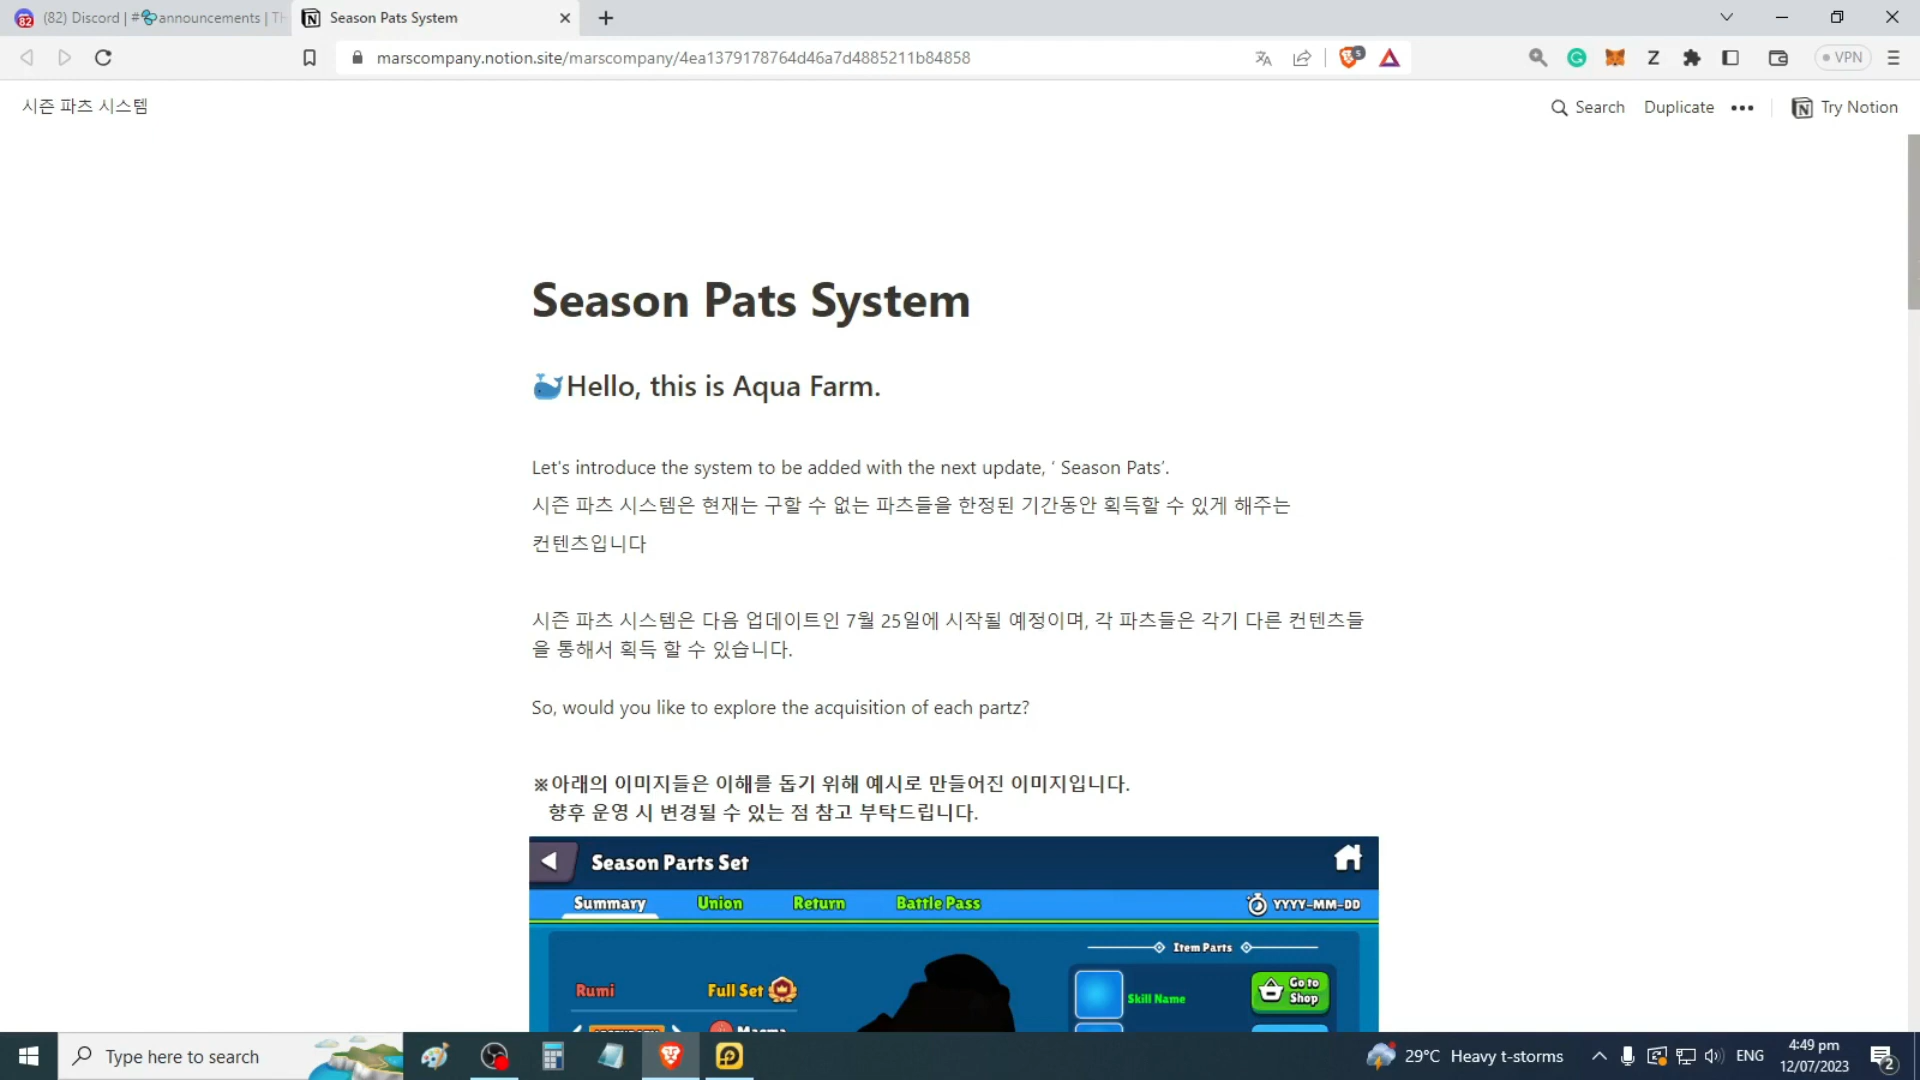 (82) Discord | # announcements | Th
Season Pats System
marscompany.notion.site/marscompany/4ea1379178764d46a7d4885211b84858
5
VPN
시즌 파츠 시스템
Search
Duplicate
Try Notion
Season Pats System
Hello, this is Aqua Farm.
Let's introduce the system to be added with the next update, ‘ Season Pats’.
시즌 파츠 시스템은 현재는 구할 수 없는 파츠들을 한정된 기간동안 획득할 수 있게 해주는
컨텐츠입니다
시즌 파츠 시스템은 다음 업데이트인 7월 25일에 시작될 예정이며, 각 파츠들은 각기 다른 컨텐츠들
을 통해서 획득 할 수 있습니다.
So, would you like to explore the acquisition of each partz?
※아래의 이미지들은 이해를 돕기 위해 예시로 만들어진 이미지입니다.
향후 운영 시 변경될 수 있는 점 참고 부탁드립니다.
Season Parts Set
Summary
Union
Return
Battle Pass
YYYY-MM-DD
Item Parts
Rumi
Full Set
Skill Name
Go to
Shop
Magma
Type here to search
29°C Heavy t-storms
ENG
4:49 pm
12/07/2023
2